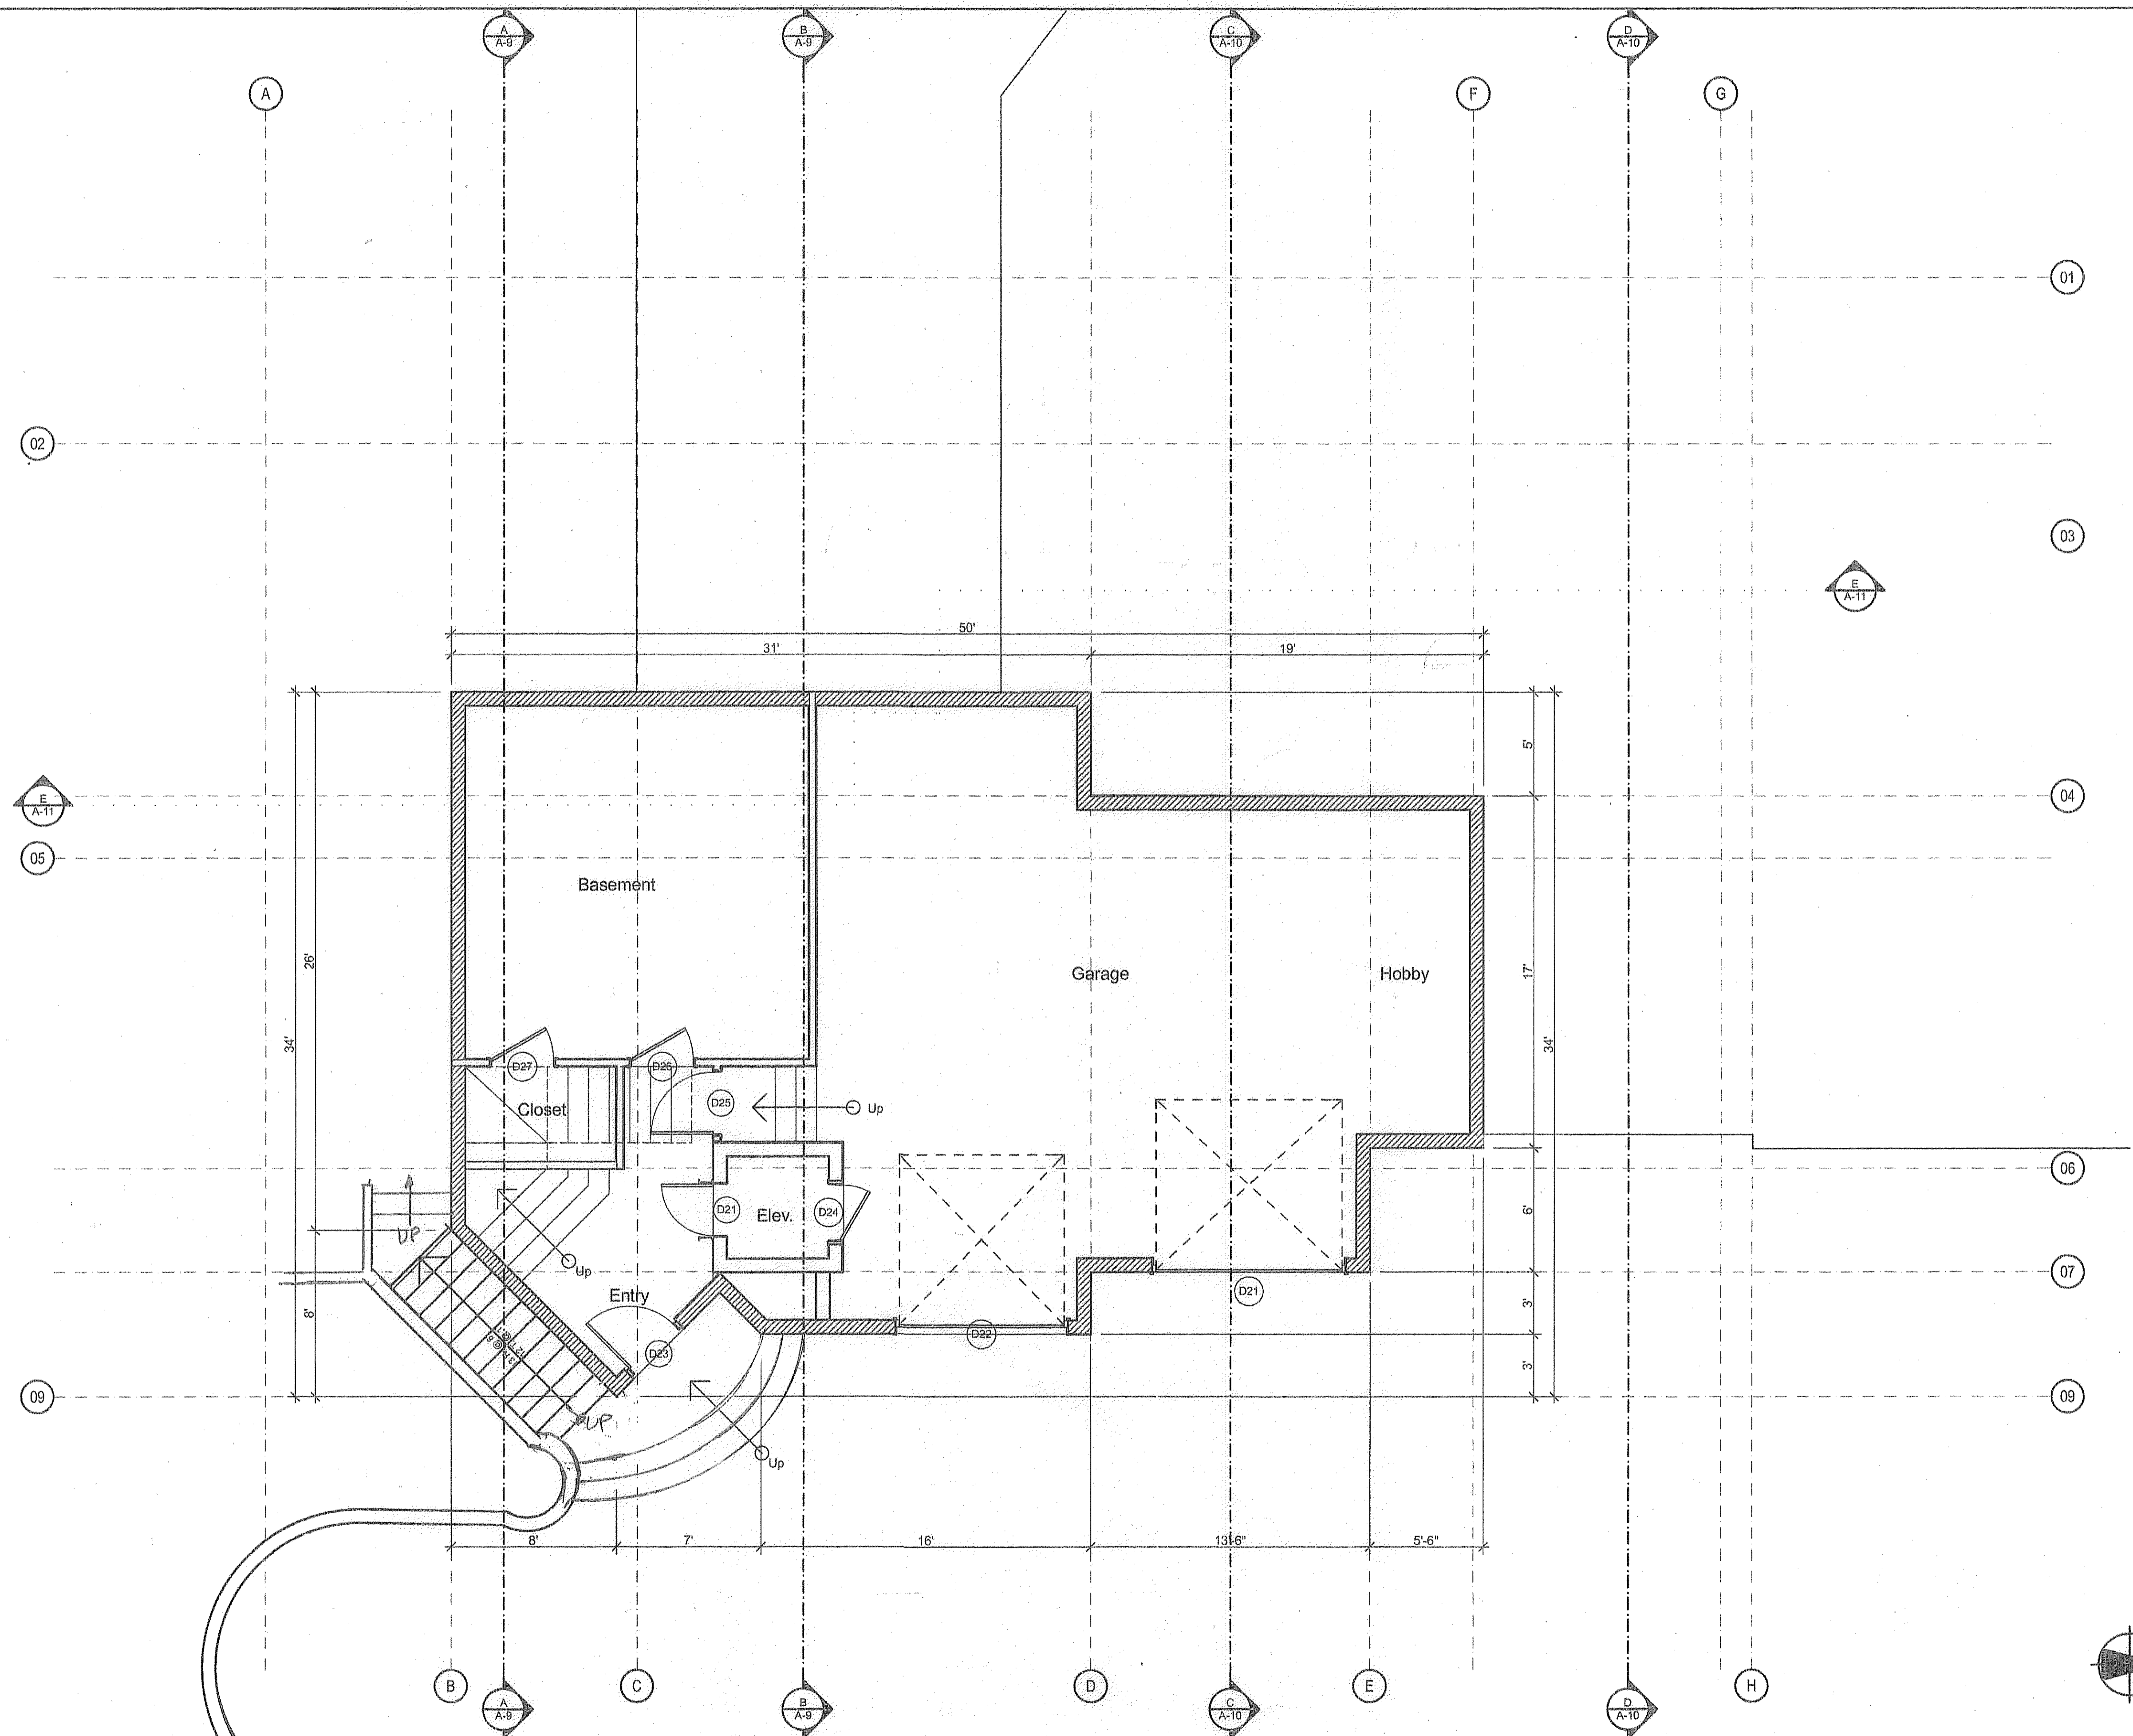 A
A-9
B
A-9
C
A-10
D
A-10
A
F
G
01
02
03
E
A-11
50'
31'
19'
5'
E
A-11
04
05
Basement
26'
Garage
Hobby
17'
34'
34'
D27
D26
Closet
D25
Up
06
D21
Elev.
D24
6'
UP
Up
07
Entry
D21
8'
3'
D22
D23
3'
09
UP
09
Up
8'
7'
16'
13'-6"
5'-6"
B
C
D
E
H
A
A-9
B
A-9
C
A-10
D
A-10